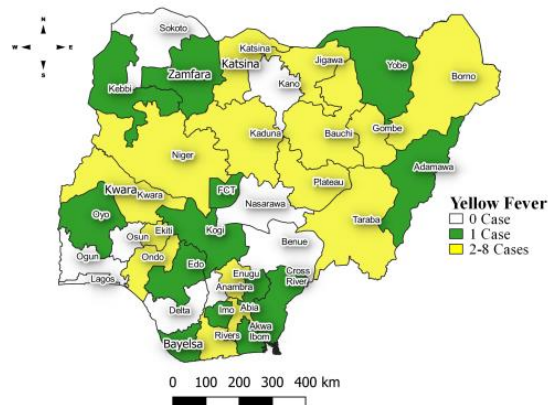 N
W E
S
Sokoto
Katsina
Katsina
Jigawa
Yobe
Zamfara
Kebbi
Kano
Borno
Gombe
Kaduna
Bauchi
Niger
Adamawa
Plateau
FCT
Kwara
Kwara
Nasarawa
Taraba
Oyo
Kogi
Ekiti
Osun
Benue
Ogun
Ondo
Edo
Enugu
Lagos
Anambra
Cross
River
Delta
Imo
Abia
Bayelsa
Rivers
Akwa
Ibom
Yellow Fever
0 Case
1 Case
2-8 Cases
0 100 200 300 400 km